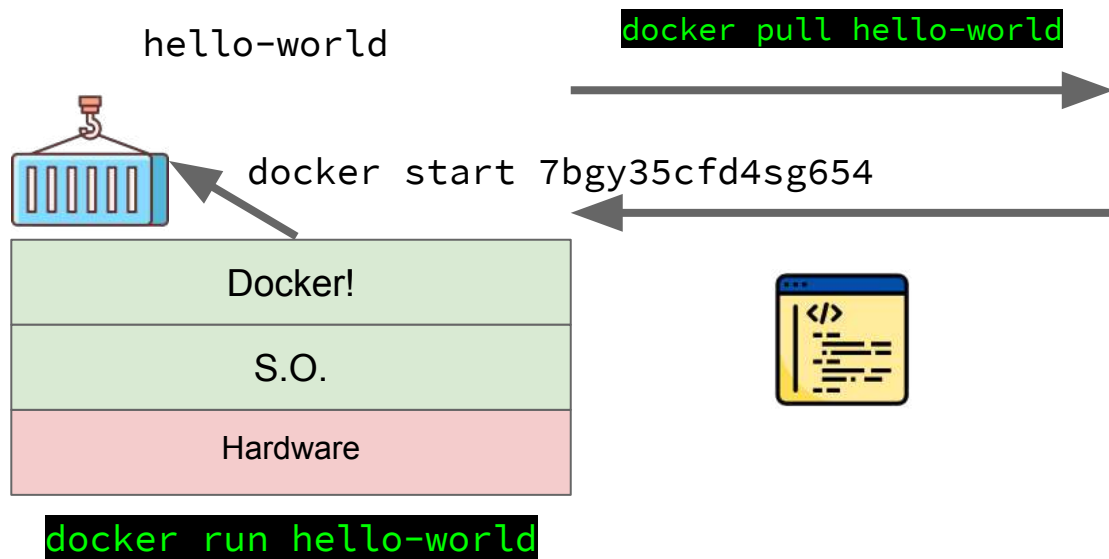 hello-world
docker pull hello-world
docker start 7bgy35cfd4sg654
</>
Docker!
S.O.
Hardware
docker run hello-world